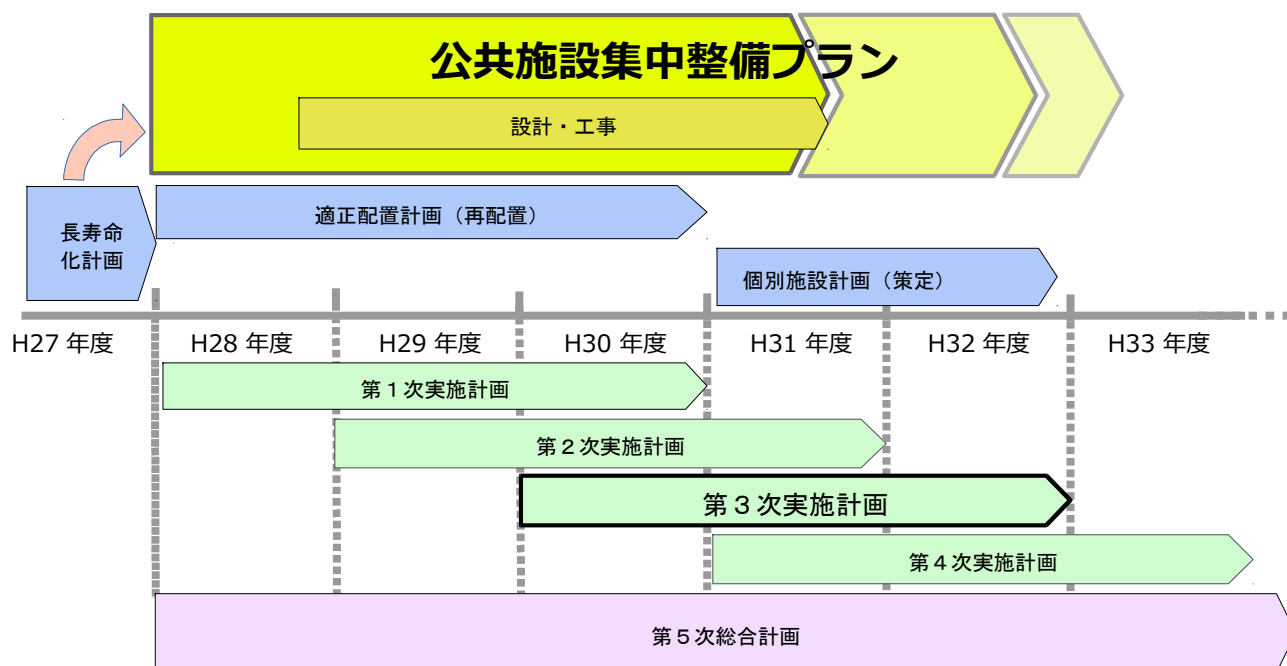 公共施設集中整備プラン
設計・工事
長寿命
化計画
適正配置計画（再配置）
個別施設計画（策定）
H27 年度
H28 年度
H29 年度
H30 年度
H31 年度
H32 年度
H33 年度
第１次実施計画
第２次実施計画
第３次実施計画
第４次実施計画
第５次総合計画